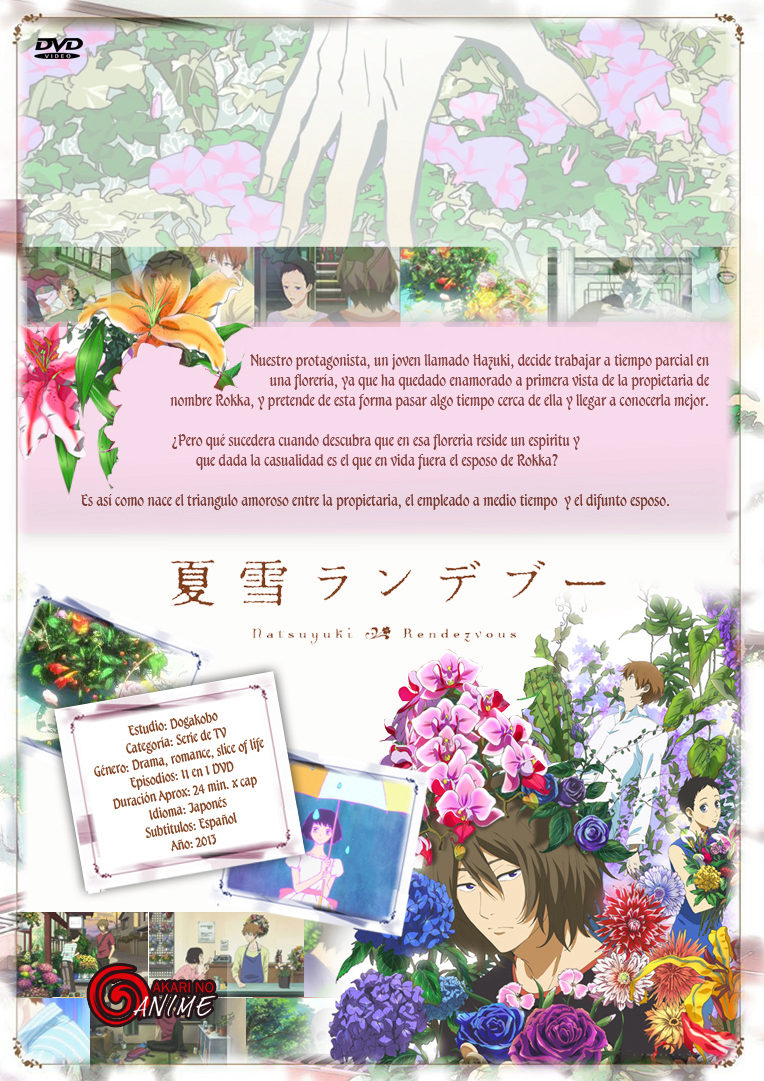 DVD
VIDEO
Nuestro protagonista, un joven llamado Hazuki, decide trabajar a tiempo parcial en
una florería, ya que ha quedado enamorado a primera vista de la propietaria de
nombre Rokka, y pretende de esta forma pasar algo tiempo cerca de ella y llegar a conocerla mejor.
¿Pero qué sucedera cuando descubra que en esa floreria reside un espiritu y
que dada la casualidad es el que en vida fuera el esposo de Rokka?
Es así como nace el triangulo amoroso entre la propietaria, el empleado a medio tiempo y el difunto esposo.
夏雪ランデブー
Natsuyuki Rendezvous
Estudio: Dogakobo
Categoria: Serie de TV
Género: Drama, romance, slice of life
Episodios: 11 en 1 DVD
Duración Aprox: 24 min. x cap
Idioma: Japonés
Subtitulos: Español
Año: 2013
AKARI NO
ANIME